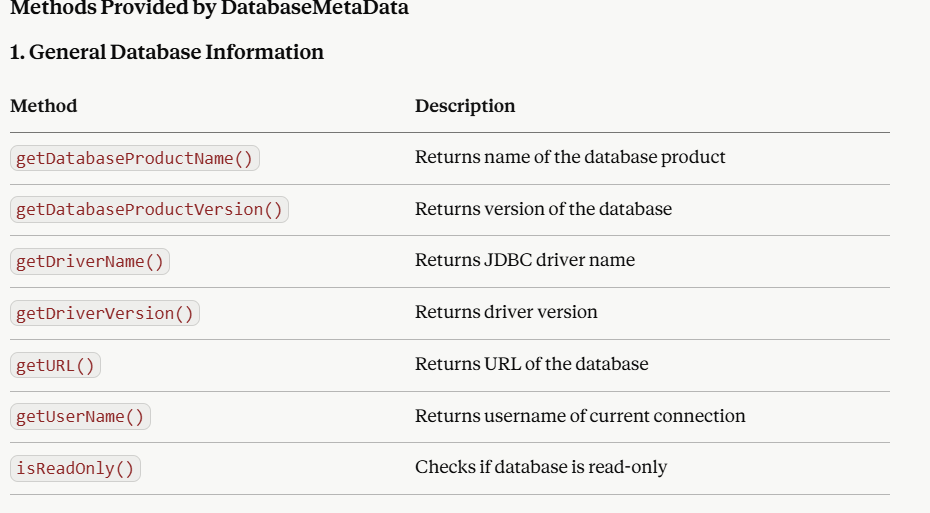 Methods Provided by DatabaseMetaData
1. General Database Information
Method Description
getDatabaseProductName() Returns name of the database product
getDatabaseProductVersion() Returns version of the database
getDriverName() Returns JDBC driver name
getDriverVersion() Returns driver version
getURL() Returns URL of the database
getUserName() Returns username of current connection
isReadOnly() Checks if database is read-only